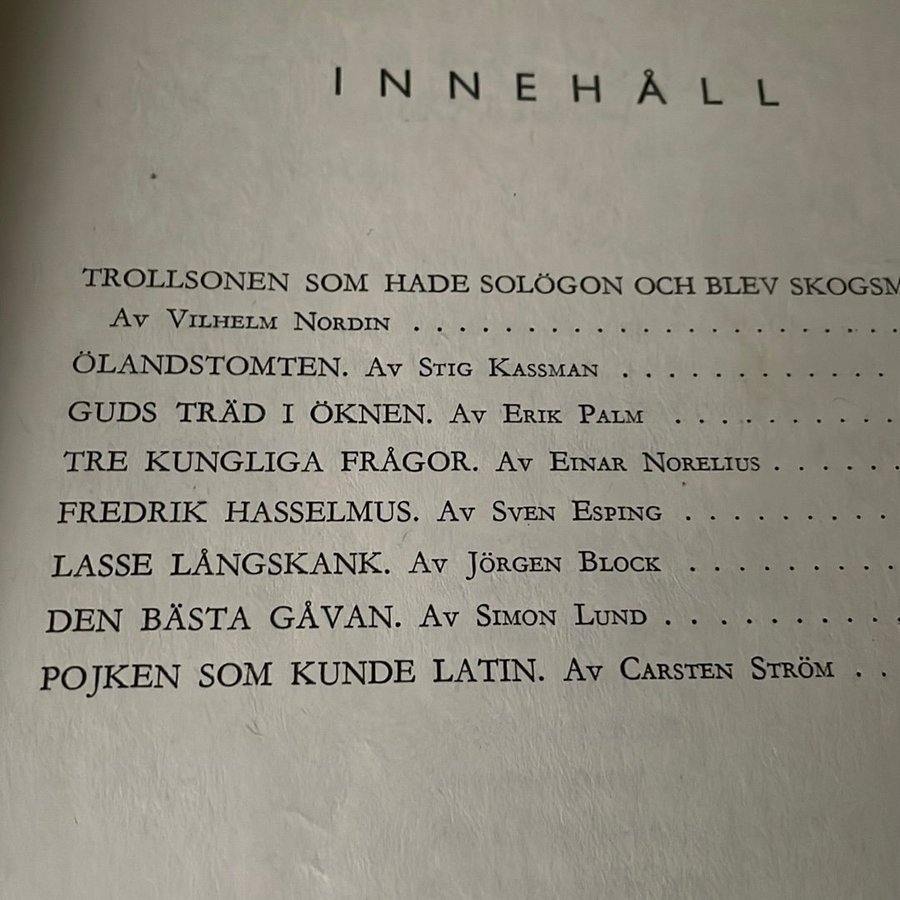 INNEHÅLL
TROLLSONEN SOM HADE SOLÖGON OCH BLEV SKOGSM
AV VILHELM NORDIN . . . . . . . . . . . . . . . . . . . . . .
ÖLANDSTOMTEN. AV STIG KASSMAN . . . . . . . . . . . .
GUDS TRÄD I ÖKNEN. AV ERIK PALM . . . . . . . . . .
TRE KUNGLIGA FRÅGOR. AV EINAR NORELIUS . . . . . .
FREDRIK HASSELMUS. AV SVEN ESPING . . . . . . . . .
LASSE LÅNGSKANK. AV JÖRGEN BLOCK . . . . . . . . .
DEN BÄSTA GÅVAN. AV SIMON LUND . . . . . . . . . .
POJKEN SOM KUNDE LATIN. AV CARSTEN STRÖM . .